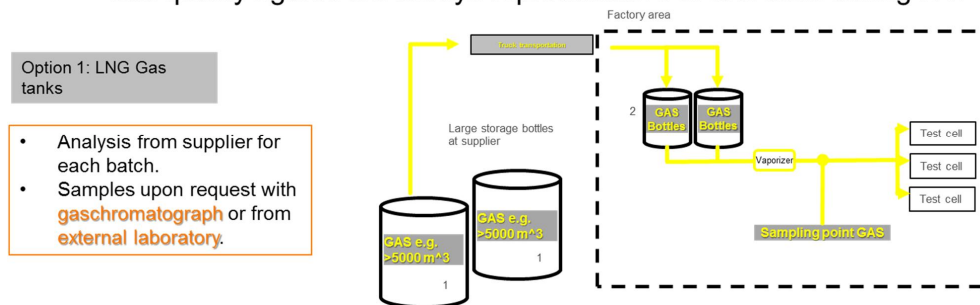 Factory area
Truck transportation
Option 1: LNG Gas
tanks
• Analysis from supplier for
each batch.
• Samples upon request with
gaschromatograph or from
external laboratory.
Large storage bottles
at supplier
GAS e.g.
>5000 m^3
1
GAS e.g.
>5000 m^3
1
2
GAS
Bottles
GAS
Bottles
Vaporizer
Test cell
Test cell
Test cell
Sampling point GAS